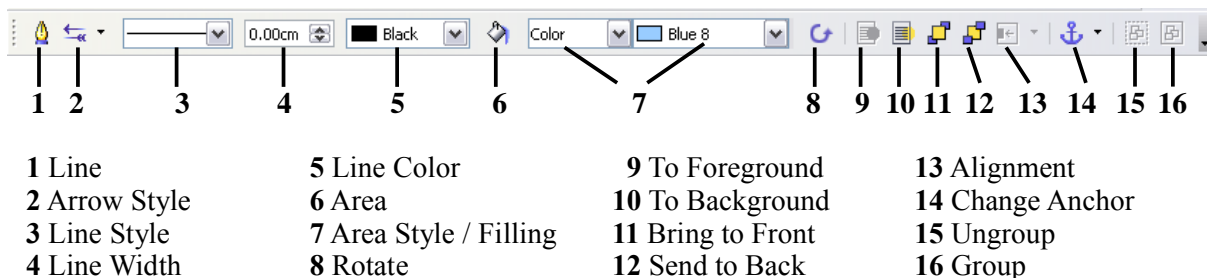 0.00cm Black Color Blue 8
1 2 3 4 5 6 7 8 9 10 11 12 13 14 15 16
1 Line 5 Line Color 9 To Foreground 13 Alignment
2 Arrow Style 6 Area 10 To Background 14 Change Anchor
3 Line Style 7 Area Style / Filling 11 Bring to Front 15 Ungroup
4 Line Width 8 Rotate 12 Send to Back 16 Group